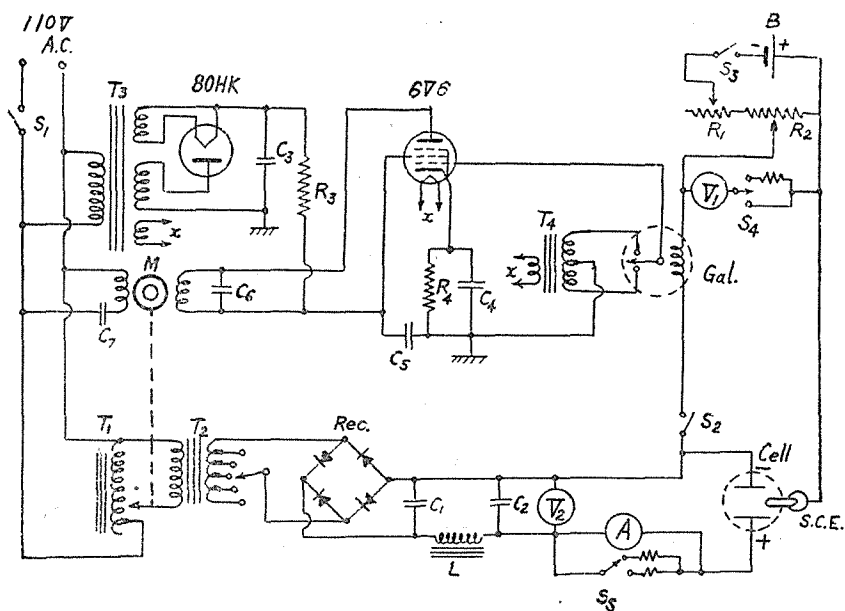 110V
A.C.
B
- +
S3
80HK
6V6
T3
S1
R1
R2
C3
R3
V1
S4
x
x
T4
x
Gal.
M
C6
R4
C4
C7
C5
S2
T1
T2
Rec.
Cell
-
C1
C2
V2
A
S.C.E.
+
L
S5